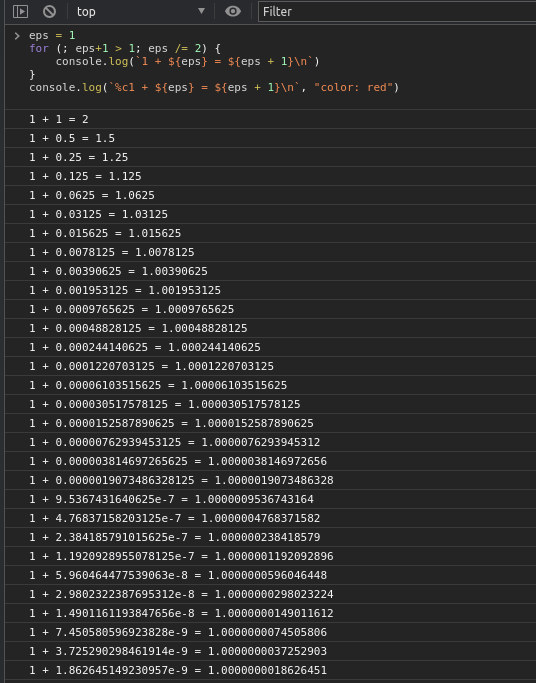 top
Filter
eps = 1
for (; eps+1 > 1; eps /= 2) {
    console.log(`1 + ${eps} = ${eps + 1}\n`)
}
console.log(`%c1 + ${eps} = ${eps + 1}\n`, "color: red")
1 + 1 = 2
1 + 0.5 = 1.5
1 + 0.25 = 1.25
1 + 0.125 = 1.125
1 + 0.0625 = 1.0625
1 + 0.03125 = 1.03125
1 + 0.015625 = 1.015625
1 + 0.0078125 = 1.0078125
1 + 0.00390625 = 1.00390625
1 + 0.001953125 = 1.001953125
1 + 0.0009765625 = 1.0009765625
1 + 0.00048828125 = 1.00048828125
1 + 0.000244140625 = 1.000244140625
1 + 0.0001220703125 = 1.0001220703125
1 + 0.00006103515625 = 1.00006103515625
1 + 0.000030517578125 = 1.000030517578125
1 + 0.0000152587890625 = 1.0000152587890625
1 + 0.00000762939453125 = 1.0000076293945312
1 + 0.000003814697265625 = 1.0000038146972656
1 + 0.0000019073486328125 = 1.0000019073486328
1 + 9.5367431640625e-7 = 1.0000009536743164
1 + 4.76837158203125e-7 = 1.0000004768371582
1 + 2.384185791015625e-7 = 1.000000238418579
1 + 1.1920928955078125e-7 = 1.0000001192092896
1 + 5.960464477539063e-8 = 1.0000000596046448
1 + 2.9802322387695312e-8 = 1.0000000298023224
1 + 1.4901161193847656e-8 = 1.0000000149011612
1 + 7.450580596923828e-9 = 1.0000000074505806
1 + 3.725290298461914e-9 = 1.0000000037252903
1 + 1.862645149230957e-9 = 1.0000000018626451